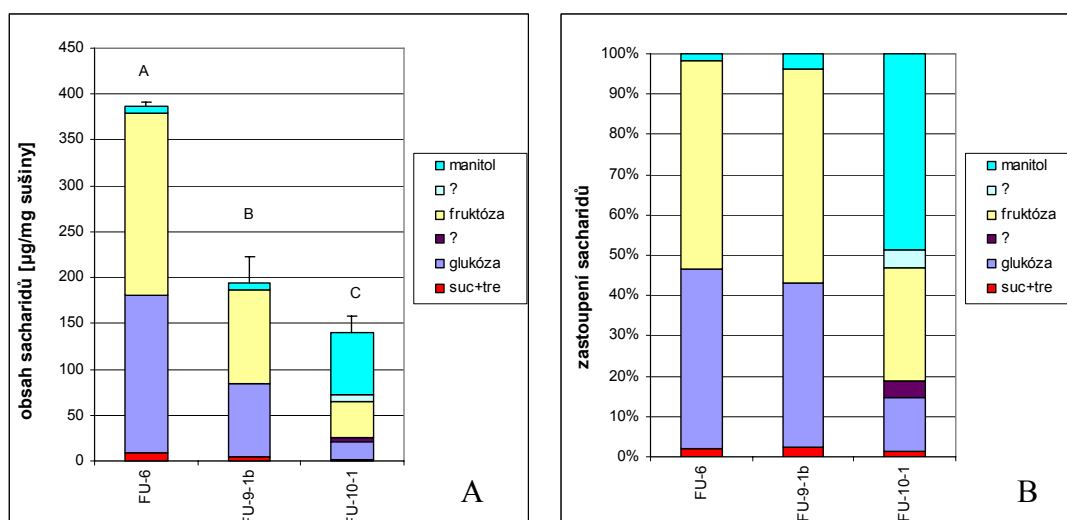 obsah sacharidů [µg/mg sušiny]
450
400
350
300
250
200
150
100
50
0
A
B
C
FU-6
FU-9-1b
FU-10-1
manitol
?
fruktóza
?
glukóza
suc+tre
A
zastoupení sacharidů
100%
90%
80%
70%
60%
50%
40%
30%
20%
10%
0%
FU-6
FU-9-1b
FU-10-1
manitol
?
fruktóza
?
glukóza
suc+tre
B